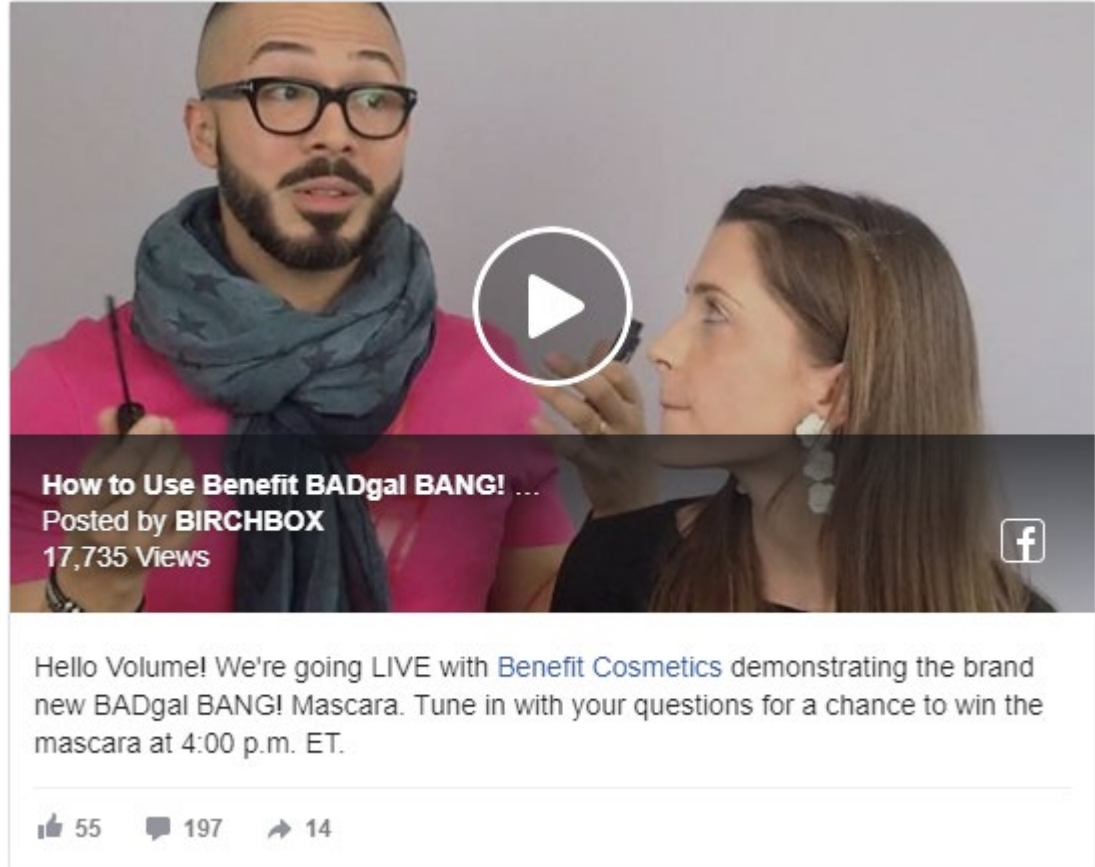 How to Use Benefit BADgal BANG! ...
Posted by BIRCHBOX
17,735 Views
f
Hello Volume! We're going LIVE with Benefit Cosmetics demonstrating the brand
new BADgal BANG! Mascara. Tune in with your questions for a chance to win the
mascara at 4:00 p.m. ET.
55 197 14